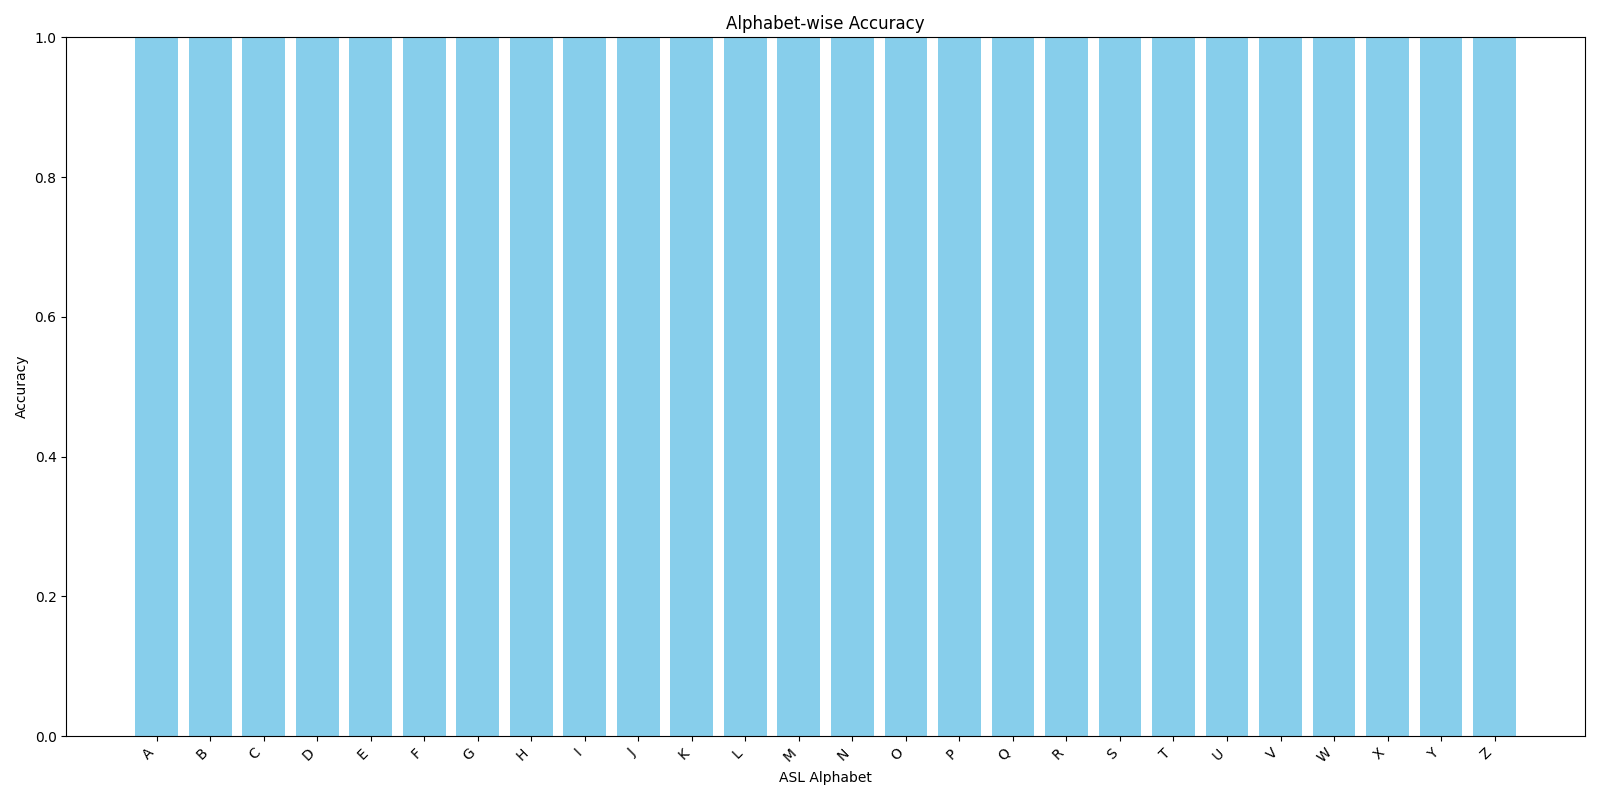 Alphabet-wise Accuracy
1.0
0.8
0.6
0.4
0.2
0.0
Accuracy
A B C D E F G H I J K L M N O P Q R S T U V W X Y Z
ASL Alphabet